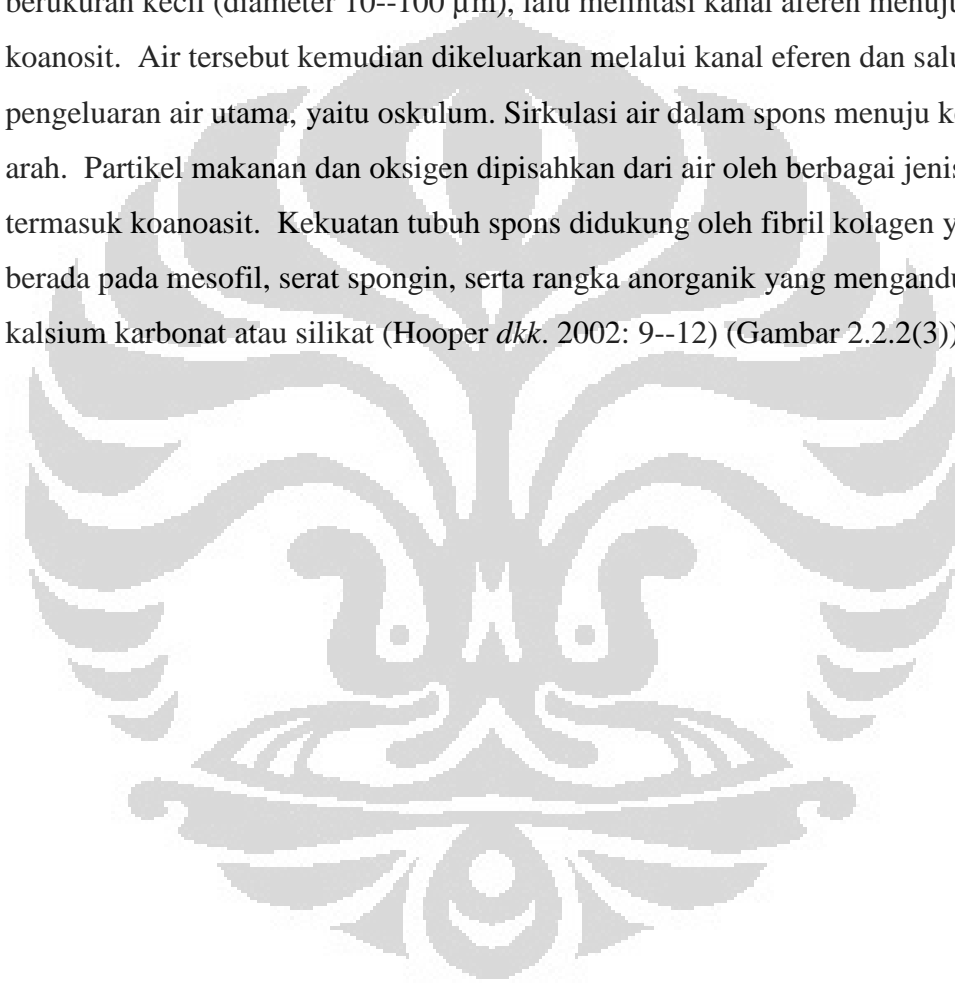 berukuran kecil (diameter 10--100 µm), lalu melintasi kanal aferen menuju
koanosit. Air tersebut kemudian dikeluarkan melalui kanal eferen dan
pengeluaran air utama, yaitu oskulum. Sirkulasi air dalam spons menuju
arah. Partikel makanan dan oksigen dipisahkan dari air oleh berbagai jenis
termasuk koanoasit. Kekuatan tubuh spons didukung oleh fibril kolagen
berada pada mesofil, serat spongin, serta rangka anorganik yang
kalsium karbonat atau silikat (Hooper dkk. 2002: 9--12) (Gambar 2.2.2(3))